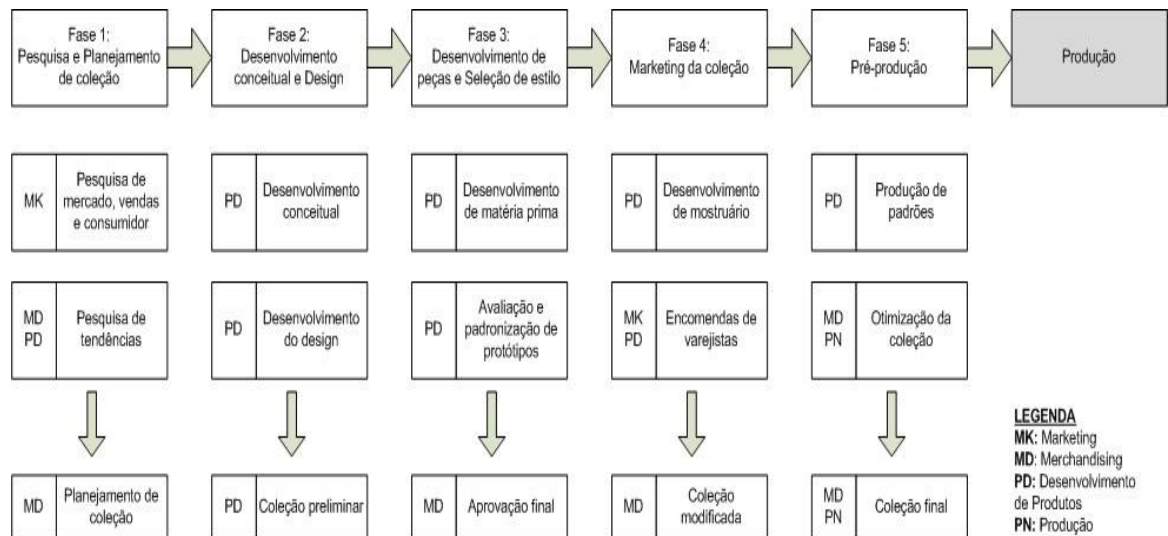 Fase 1:
Pesquisa e Planejamento
de coleção
Fase 2:
Desenvolvimento
conceitual e Design
Fase 3:
Desenvolvimento de
peças e Seleção de estilo
Fase 4:
Marketing da coleção
Fase 5:
Pré-produção
Produção
MK
Pesquisa de
mercado, vendas
e consumidor
PD
Desenvolvimento
conceitual
PD
Desenvolvimento
de matéria prima
PD
Desenvolvimento
de mostruário
PD
Produção de
padrões
MD
PD
Pesquisa de
tendências
PD
Desenvolvimento
do design
PD
Avaliação e
padronização de
protótipos
MK
PD
Encomendas de
varejistas
MD
PN
Otimização da
coleção
MD
Planejamento de
coleção
PD
Coleção preliminar
MD
Aprovação final
MD
Coleção
modificada
MD
PN
Coleção final
LEGENDA
MK: Marketing
MD: Merchandising
PD: Desenvolvimento
de Produtos
PN: Produção